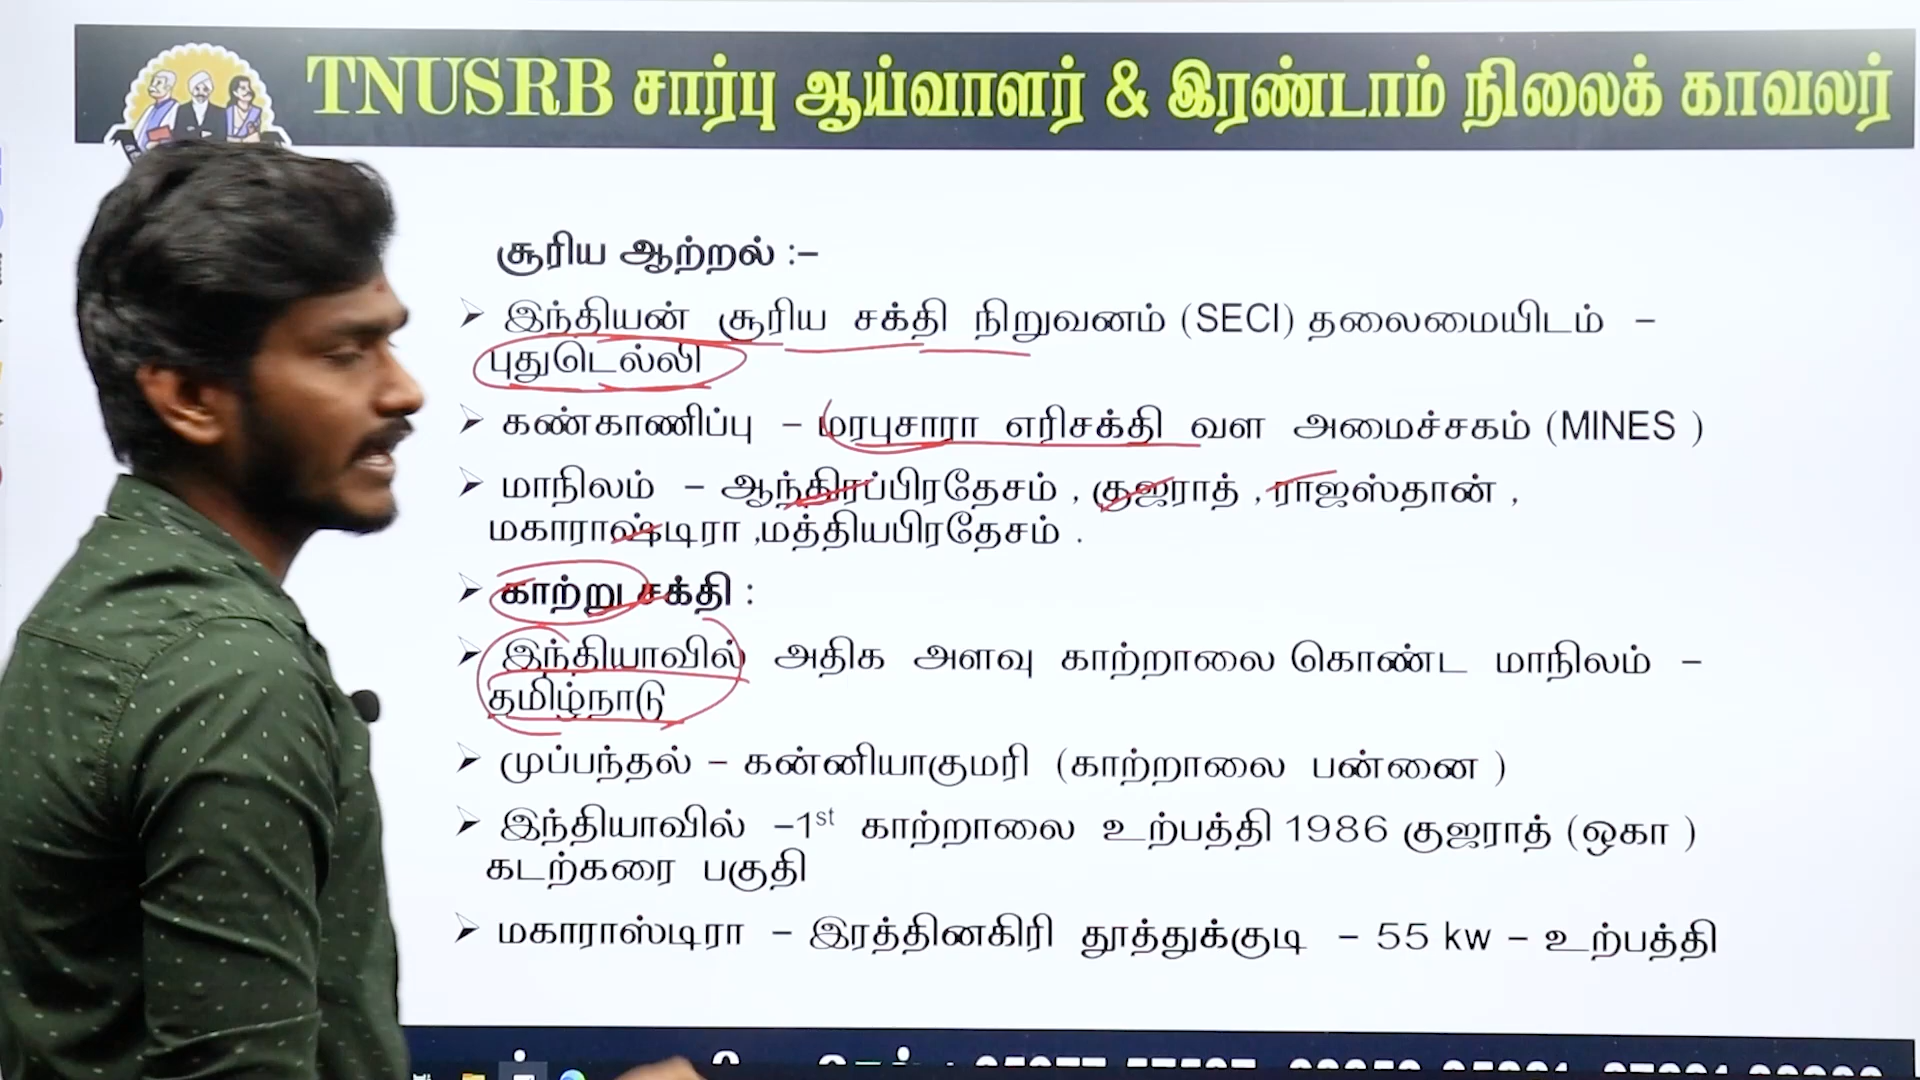 TNUSRB சார்பு ஆய்வாளர் & இரண்டாம் நிலைக் காவலர்
சூரிய ஆற்றல் :–
➢ இந்தியன் சூரிய சக்தி நிறுவனம் (SECI) தலைமையிடம் –
புதுடெல்லி
➢ கண்காணிப்பு – மரபுசாரா எரிசக்தி வள அமைச்சகம் (MINES )
➢ மாநிலம் – ஆந்திரப்பிரதேசம் , குஜராத் , ராஜஸ்தான் ,
மகாராஷ்டிரா ,மத்தியபிரதேசம் .
➢ காற்று சக்தி :
➢ இந்தியாவில் அதிக அளவு காற்றாலை கொண்ட மாநிலம் –
தமிழ்நாடு
➢ முப்பந்தல் – கன்னியாகுமரி (காற்றாலை பன்னை )
➢ இந்தியாவில் –1st காற்றாலை உற்பத்தி 1986 குஜராத் (ஒகா )
கடற்கரை பகுதி
➢ மகாராஸ்டிரா – இரத்தினகிரி தூத்துக்குடி – 55 kw – உற்பத்தி